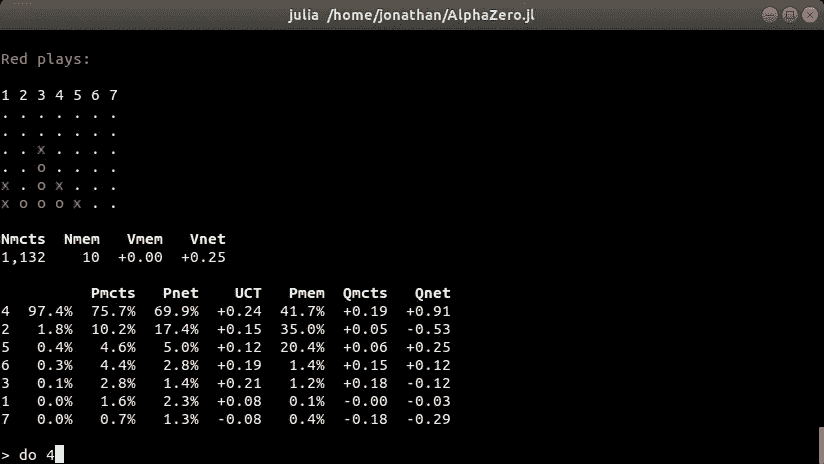 julia /home/jonathan/AlphaZero.jl
Red plays:
1 2 3 4 5 6 7
. . . . . . .
. . . . . . .
. . x . . . .
. . o . . . .
x . o x . . .
x o o o x . .
Nmcts Nmem Vmem Vnet
1,132 10 +0.00 +0.25
Pmcts Pnet UCT Pmem Qmcts Qnet
4 97.4% 75.7% 69.9% +0.24 41.7% +0.19 +0.91
2 1.8% 10.2% 17.4% +0.15 35.0% +0.05 -0.53
5 0.4% 4.6% 5.0% +0.12 20.4% +0.06 +0.25
6 0.3% 4.4% 2.8% +0.19 1.4% +0.15 +0.12
3 0.1% 2.8% 1.4% +0.21 1.2% +0.18 -0.12
1 0.0% 1.6% 2.3% +0.08 0.1% -0.00 -0.03
7 0.0% 0.7% 1.3% -0.08 0.4% -0.18 -0.29
> do 4